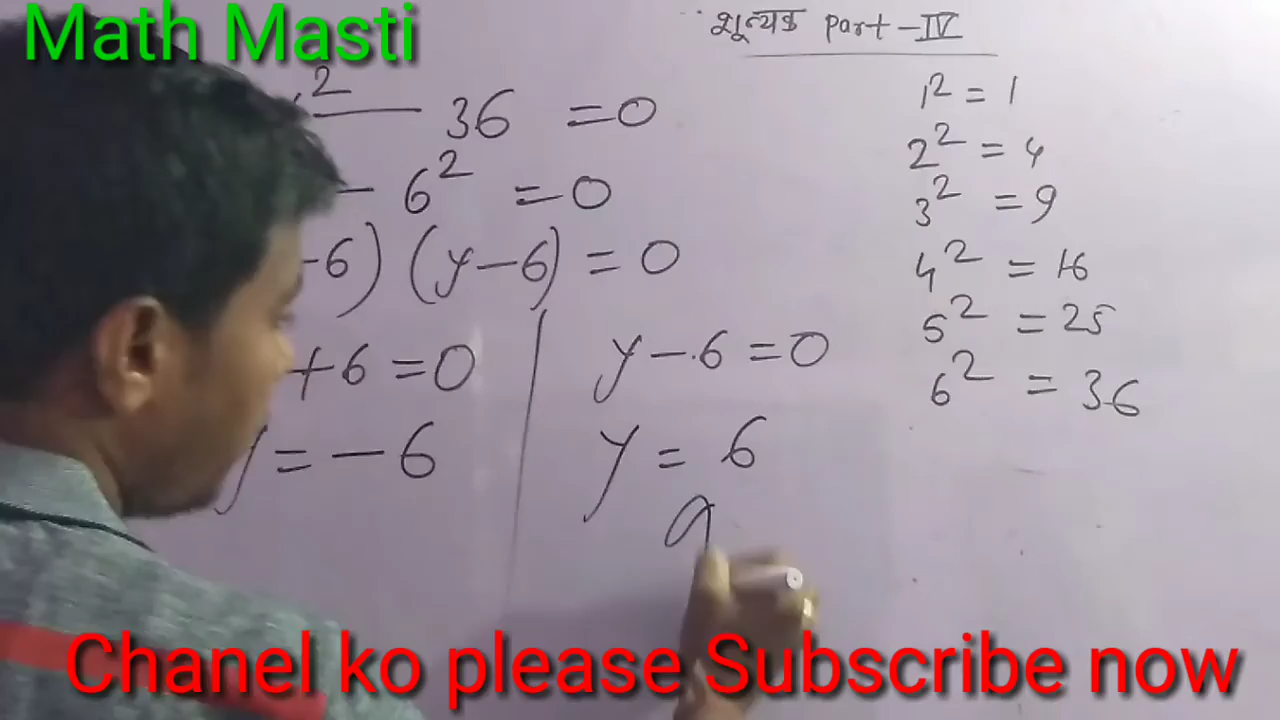 Math Masti
शून्यक Part-IV
2 — 36 = 0
- 6² = 0
-6) (y-6) = 0
+6 = 0
y = -6
y - 6 = 0
y = 6
a
1² = 1
2² = 4
3² = 9
4² = 16
5² = 25
6² = 36
Chanel ko please Subscribe now